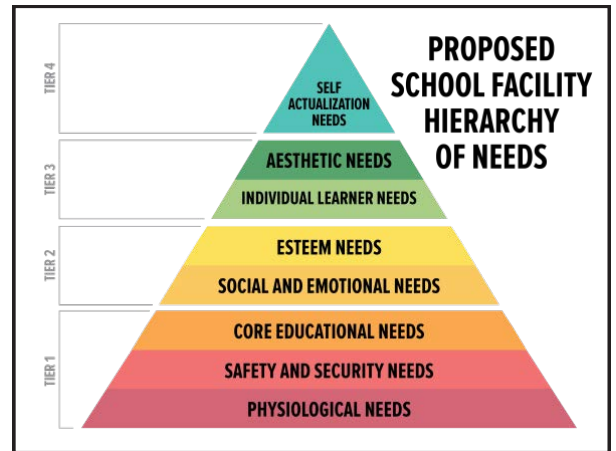 PROPOSED
SCHOOL FACILITY
HIERARCHY
OF NEEDS
TIER 4
SELF
ACTUALIZATION
NEEDS
TIER 3
AESTHETIC NEEDS
INDIVIDUAL LEARNER NEEDS
TIER 2
ESTEEM NEEDS
SOCIAL AND EMOTIONAL NEEDS
TIER 1
CORE EDUCATIONAL NEEDS
SAFETY AND SECURITY NEEDS
PHYSIOLOGICAL NEEDS